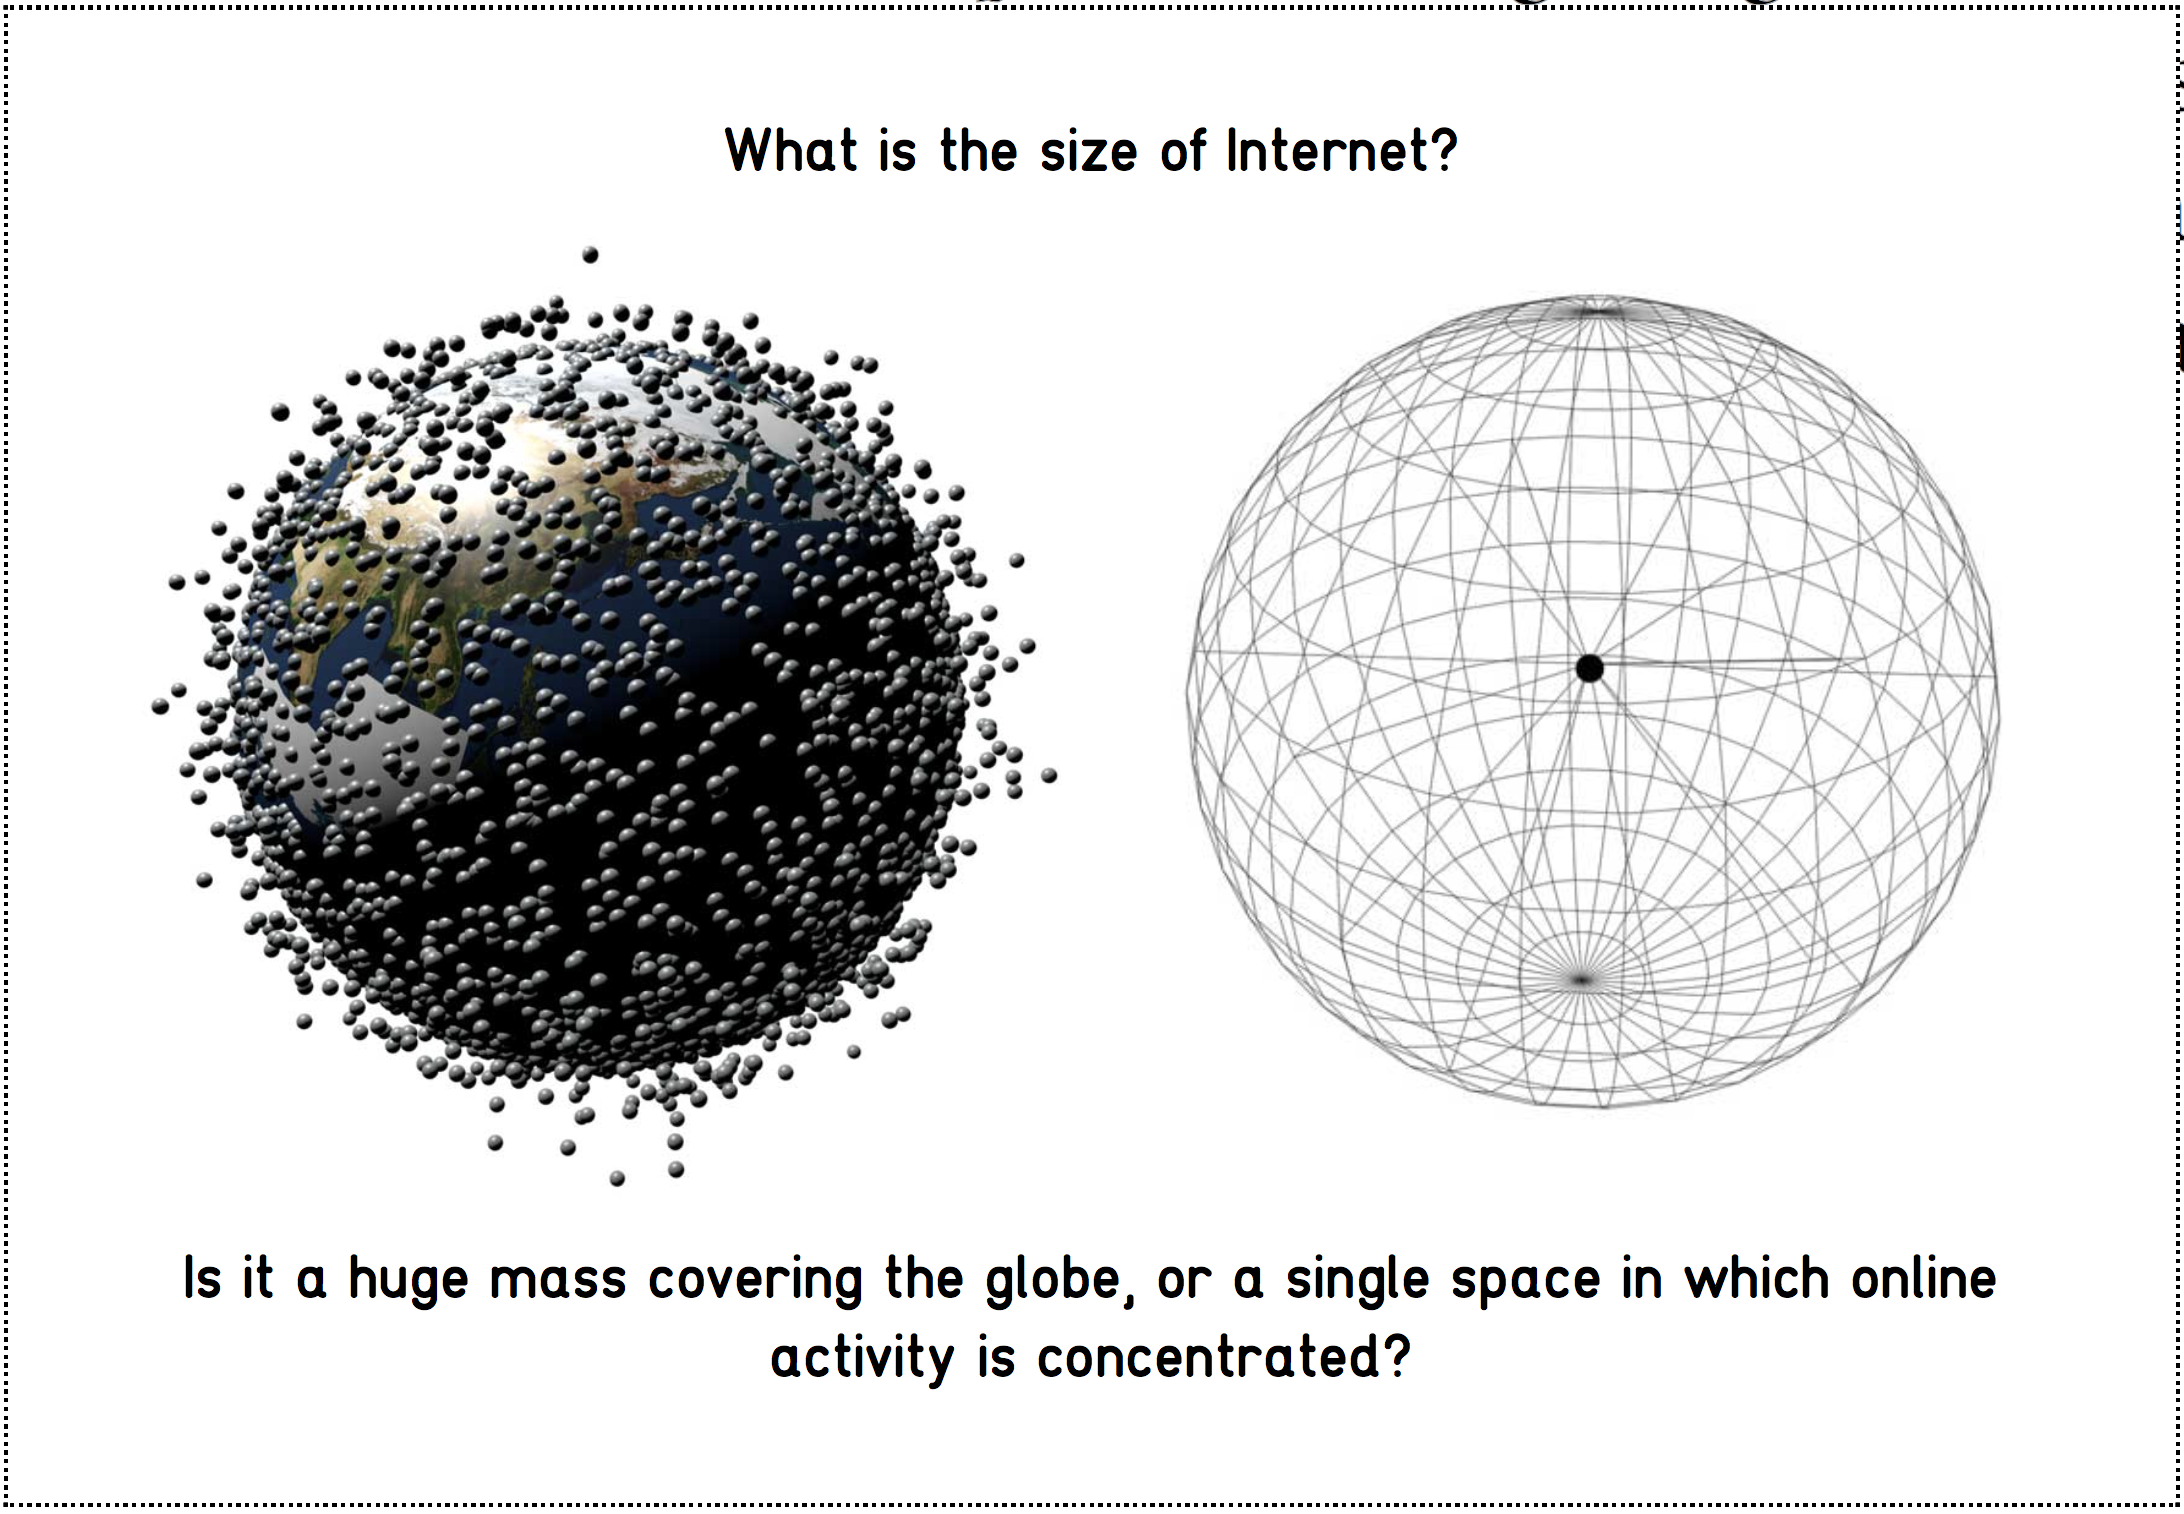 What is the size of Internet?
Is it a huge mass covering the globe, or a single space in which online
activity is concentrated?